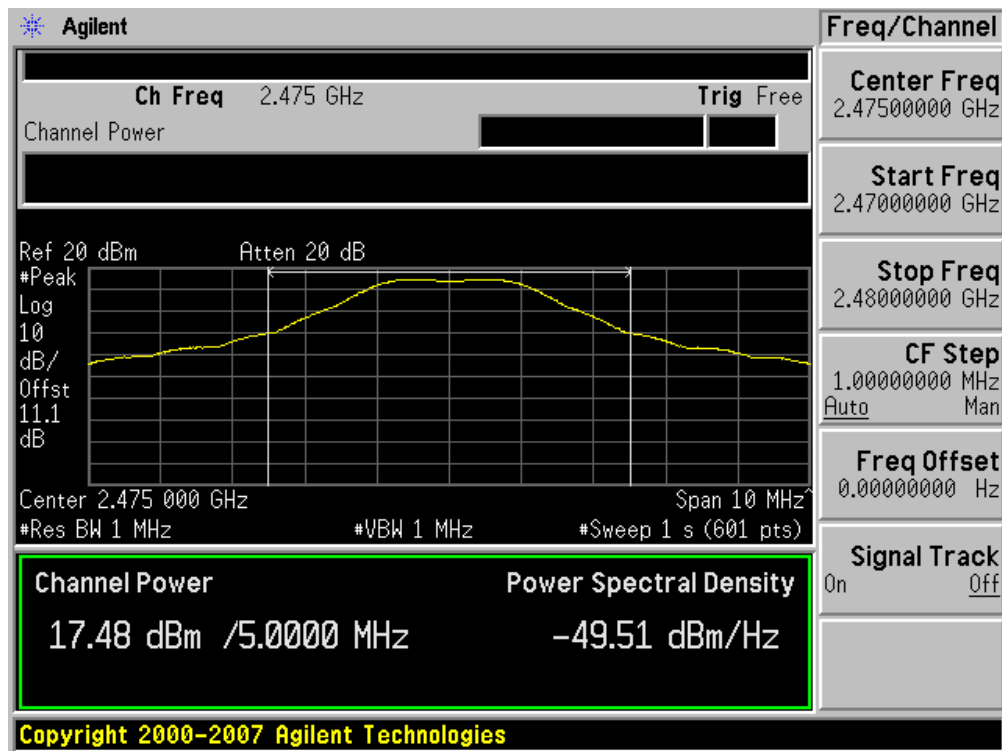 Agilent
Freq/Channel
Ch Freq 2.475 GHz
Trig Free
Channel Power
Center Freq
2.47500000 GHz
Start Freq
2.47000000 GHz
Stop Freq
2.48000000 GHz
CF Step
1.00000000 MHz
Auto Man
Freq Offset
0.00000000 Hz
Signal Track
On Off
Ref 20 dBm
Atten 20 dB
#Peak
Log
10
dB/
Offst
11.1
dB
Center 2.475 000 GHz
Span 10 MHz^
#Res BW 1 MHz
#VBW 1 MHz
#Sweep 1 s (601 pts)
Channel Power
Power Spectral Density
17.48 dBm /5.0000 MHz
-49.51 dBm/Hz
Copyright 2000-2007 Agilent Technologies